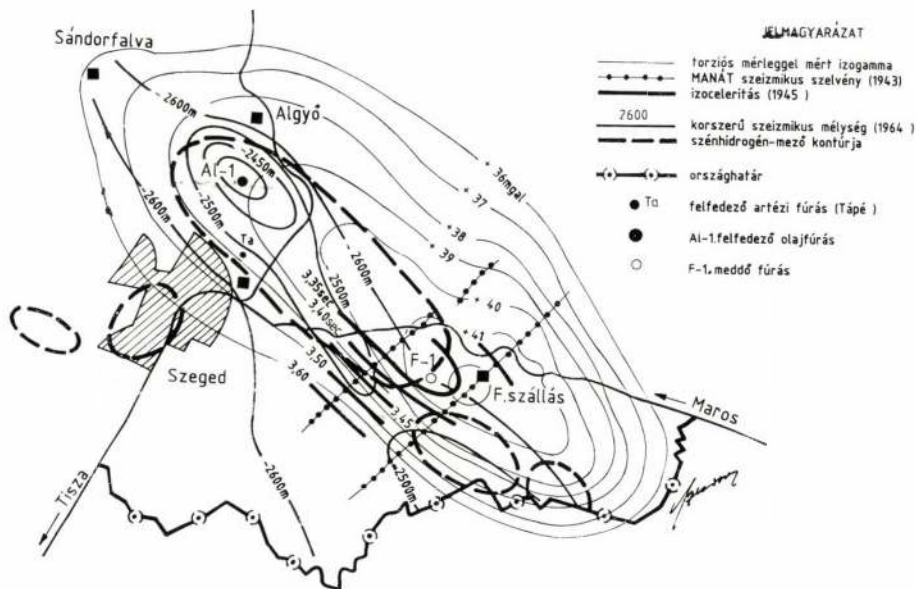 JELMAGYARÁZAT
torziós mérleggel mért izogamma
MANÁT szeizmikus szelvény (1943)
izoceleritás (1945)
2600
korszerű szeizmikus mélység (1964)
szénhidrogén-mező kontúrja
országhatár
Ta felfedező artézi fúrás (Tápé)
Al-1.felfedező olajfúrás
F-1.meddő fúrás
Sándorfalva
-2600m
Algyő
-2450m
Al-1
+36mgal
+37
-2600m
-2500m
+38
Ta
2600m
+39
2500m
3,35sec
3,40sec
+40
+41
3,50
F-1
3,60
Szeged
F.szállás
3,45
Maros
-2600m
-2500m
Tisza